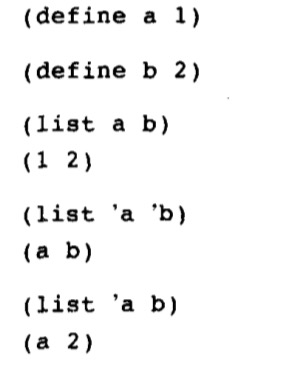 (define a 1)
(define b 2)
(list a b)
(1 2)
(list 'a 'b)
(a b)
(list 'a b)
(a 2)